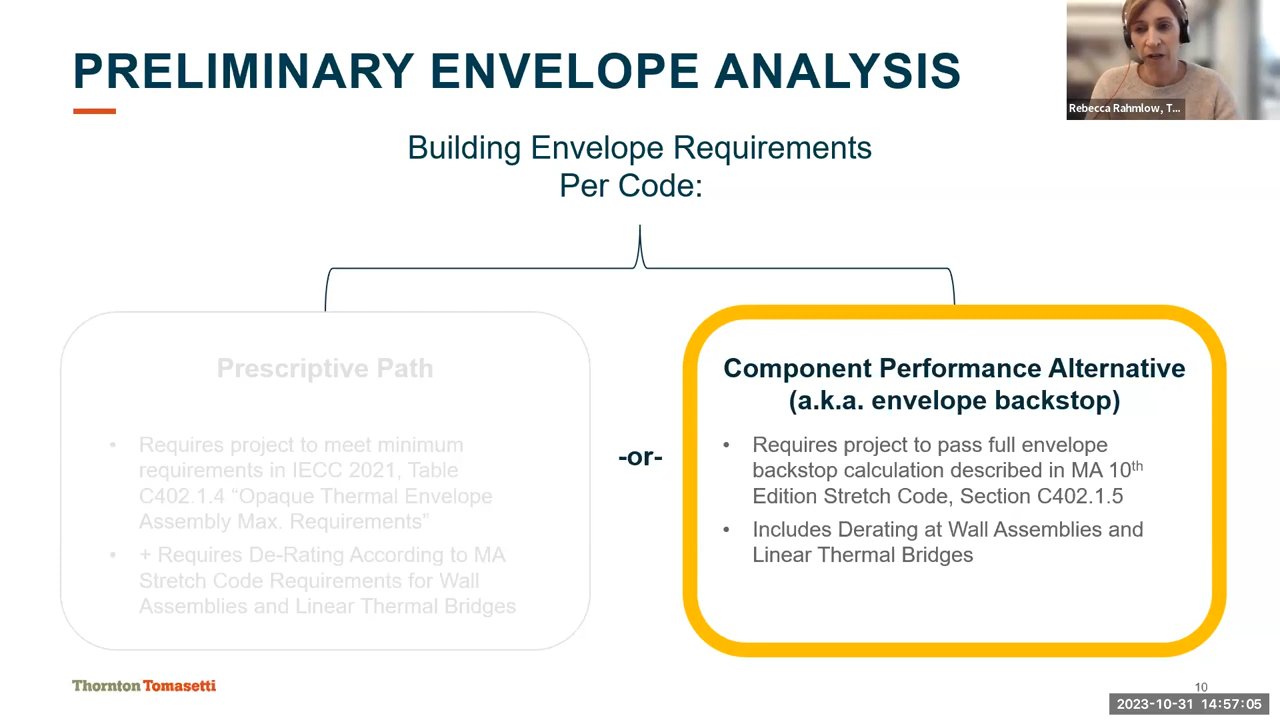 PRELIMINARY ENVELOPE ANALYSIS
Rebecca Rahmlow, T...
Building Envelope Requirements
Per Code:
Prescriptive Path
• Requires project to meet minimum
requirements in IECC 2021, Table
C402.1.4 “Opaque Thermal Envelope
Assembly Max. Requirements”
• + Requires De-Rating According to MA
Stretch Code Requirements for Wall
Assemblies and Linear Thermal Bridges
-or-
Component Performance Alternative
(a.k.a. envelope backstop)
• Requires project to pass full envelope
backstop calculation described in MA 10th
Edition Stretch Code, Section C402.1.5
• Includes Derating at Wall Assemblies and
Linear Thermal Bridges
Thornton Tomasetti
10
2023-10-31 14:57:05